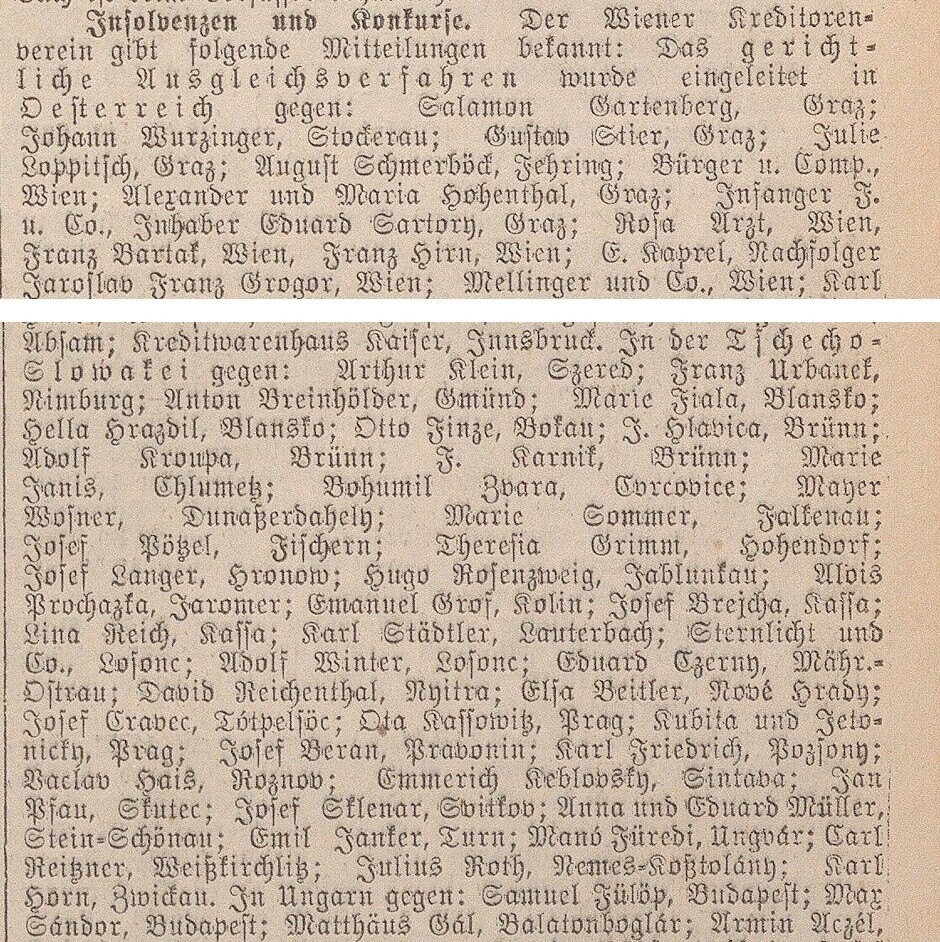 Insolvenzen und Konkurse. Der Wiener Kreditoren-
verein gibt folgende Mitteilungen bekannt: Das gericht-
liche Ausgleichsverfahren wurde eingeleitet in
Oesterreich gegen: Salamon Gartenberg, Graz;
Johann Wurzinger, Stockerau; Gustav Stier, Graz; Julie
Loppitsch, Graz; August Schmerböck, Fehring; Bürger u. Comp.,
Wien; Alexander und Maria Hohenthal, Graz; Infanger F.
u. Co., Inhaber Eduard Sartory, Graz; Rosa Arzt, Wien,
Franz Bartak, Wien, Franz Hirn, Wien; E. Kaprel, Nachfolger
Jaroslav Franz Grogor, Wien; Mellinger und Co., Wien; Karl
Absam; Kreditwarenhaus Kaiser, Innsbruck. In der Tschecho-
Slowakei gegen: Arthur Klein, Szered; Franz Urbanek,
Nimburg; Anton Breinhölder, Gmünd; Marie Fiala, Blansko;
Hella Hrazdil, Blansko; Otto Finze, Bokau; J. Hlavica, Brünn;
Adolf Kroupa, Brünn; F. Karnik, Brünn; Marie
Janis, Chlumetz; Bohumil Zvara, Cvrcovice; Mayer
Wosner, Dunaßerdahely; Marie Sommer, Falkenau;
Josef Pötzel, Fischern; Theresia Grimm, Hohendorf;
Josef Langer, Hronow; Hugo Rosenzweig, Jablunkau; Alois
Prochazka, Jaromer; Emanuel Grof, Kolin; Josef Brejcha, Kassa;
Lina Reich, Kassa; Karl Städtler, Lauterbach; Sternlicht und
Co., Losonc; Adolf Winter, Losonc; Eduard Czerny, Mähr.-
Ostrau; David Reichenthal, Nyitra; Elsa Beitler, Nové Hrady;
Josef Cravec, Tótpelsöc; Ota Kassowitz, Prag; Kubita und Jeto-
nicky, Prag; Josef Beran, Pravonin; Karl Friedrich, Pozsony;
Vaclav Hais, Roznov; Emmerich Keblovsky, Sintava; Jan
Pfau, Skutec; Josef Sklenar, Svitkov; Anna und Eduard Müller,
Stein-Schönau; Emil Janker, Turn; Manó Füredi, Ungvár; Carl
Reitzner, Weißkirchlitz; Julius Roth, Nemes-Koßtolány; Karl
Horn, Zwickau. In Ungarn gegen: Samuel Fülöp, Budapest; Max
Sándor, Budapest; Matthäus Gál, Balatonboglár; Armin Aczél,